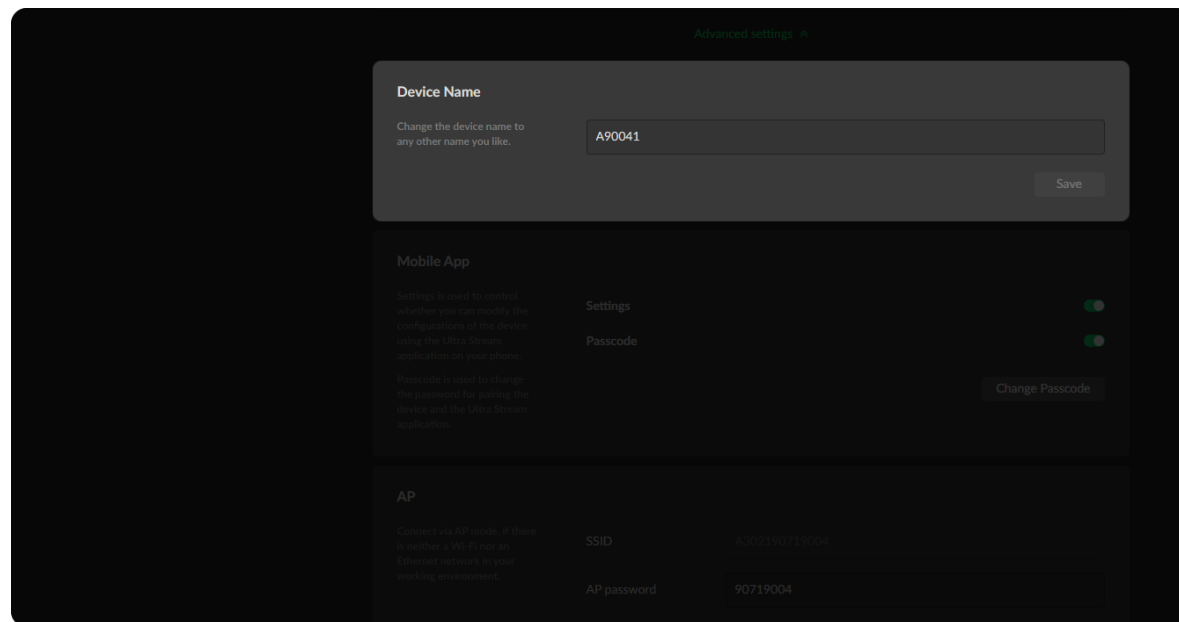 Advanced settings
Device Name
Change the device name to
any other name you like.
A90041
Save
Mobile App
Settings is used to control
whether you can modify the
configurations of the device
using the Ultra Stream
application on your phone.
Passcode is used to change
the password for pairing the
device and the Ultra Stream
application.
Settings
Passcode
Change Passcode
AP
Connect via AP mode, if there
is neither a Wi-Fi nor an
Ethernet network in your
working environment.
SSID
A302190719004
AP password
90719004